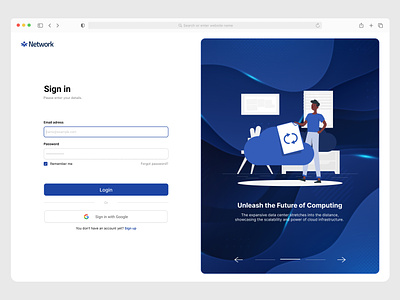 Search or enter website name
Network
Sign in
Please enter your details.
Email adress
Password
Remember me
Forgot password?
Login
OR
Sign in with Google
You don't have an account yet? Sign up
Unleash the Future of Computing
The expansive data center stretches into the distance,
showcasing the scalability and power of cloud infrastructure.